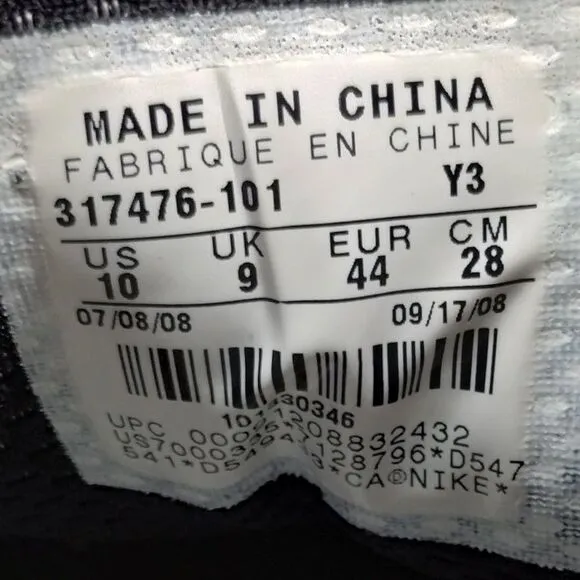 MADE IN CHINA
FABRIQUE EN CHINE
317476-101 Y3
US UK EUR CM
10 9 44 28
07/08/08 09/17/08
UPC
*CA®NIKE*